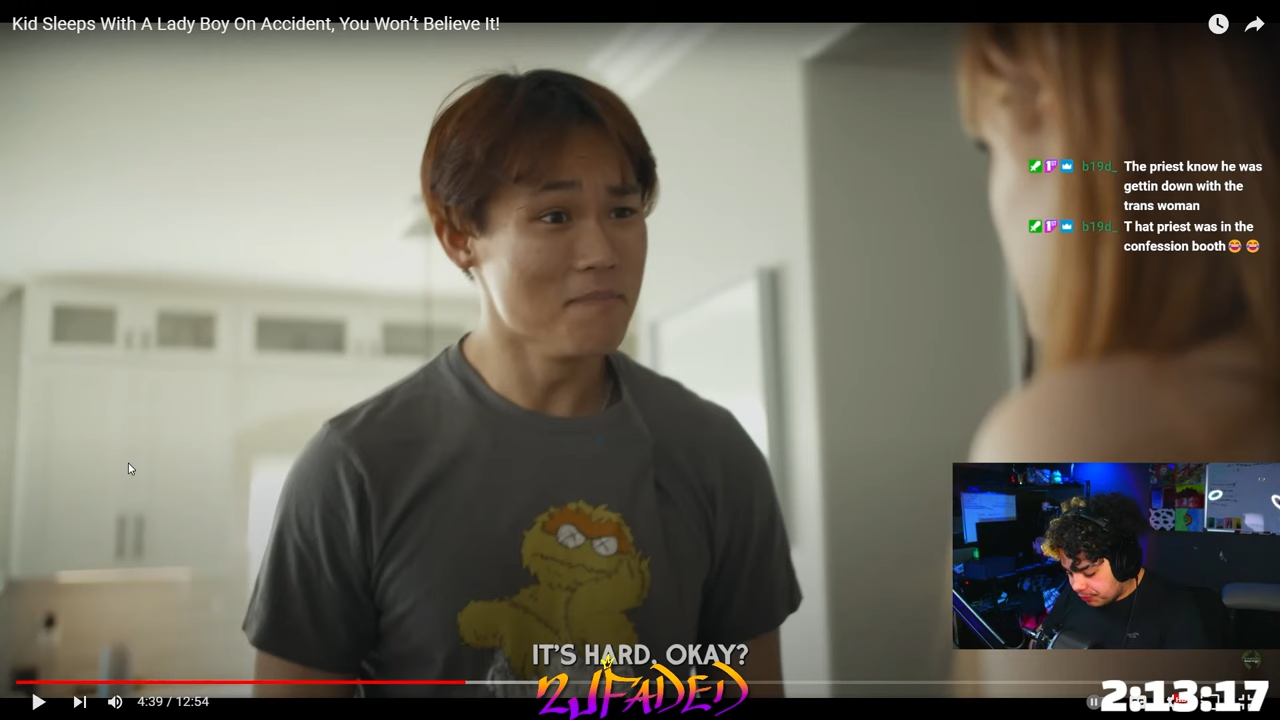 Kid Sleeps With A Lady Boy On Accident, You Won't Believe It!
b19d_ The priest know he was
gettin down with the
trans woman
b19d_ T hat priest was in the
confession booth😂 😂
IT'S HARD, OKAY?
2JFADED
4:39 / 12:54
2:13:17